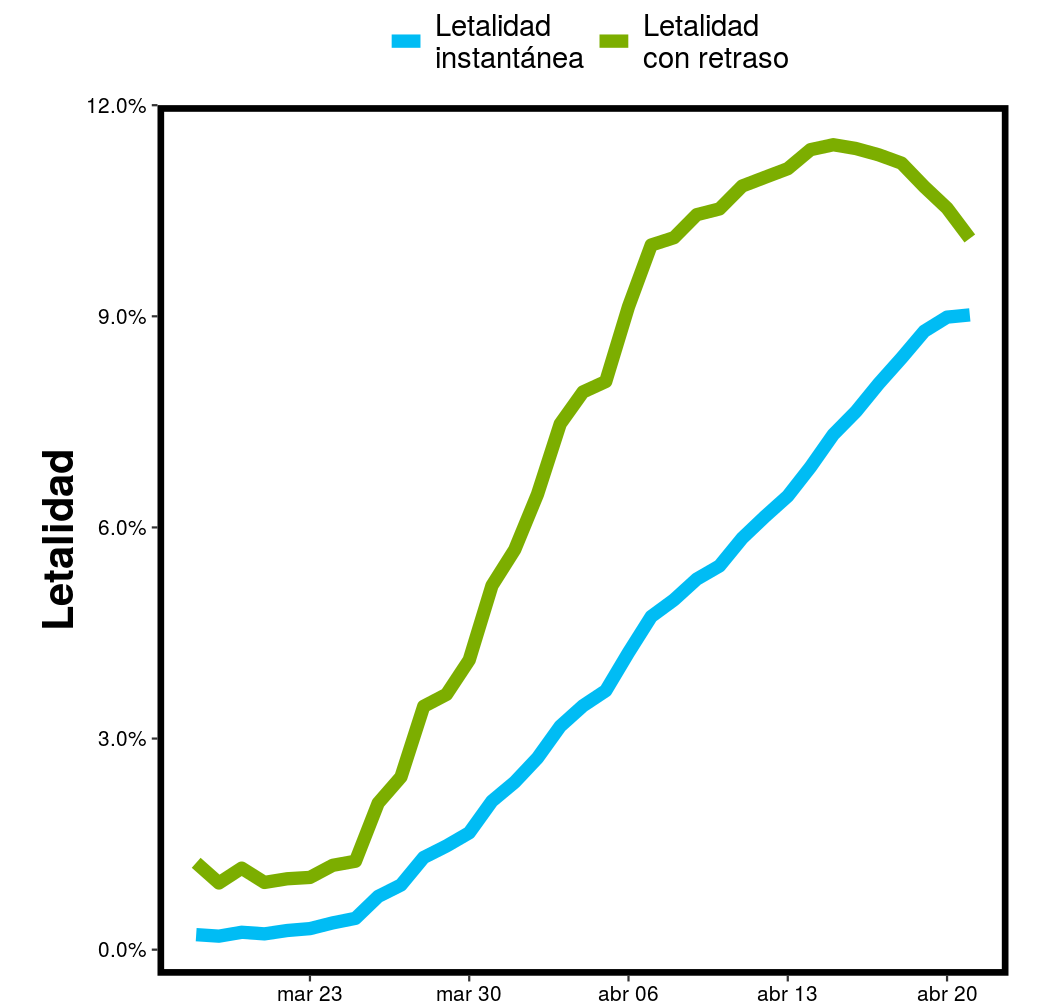 Letalidad
instantánea
Letalidad
con retraso
12.0%
9.0%
6.0%
3.0%
0.0%
Letalidad
mar 23
mar 30
abr 06
abr 13
abr 20